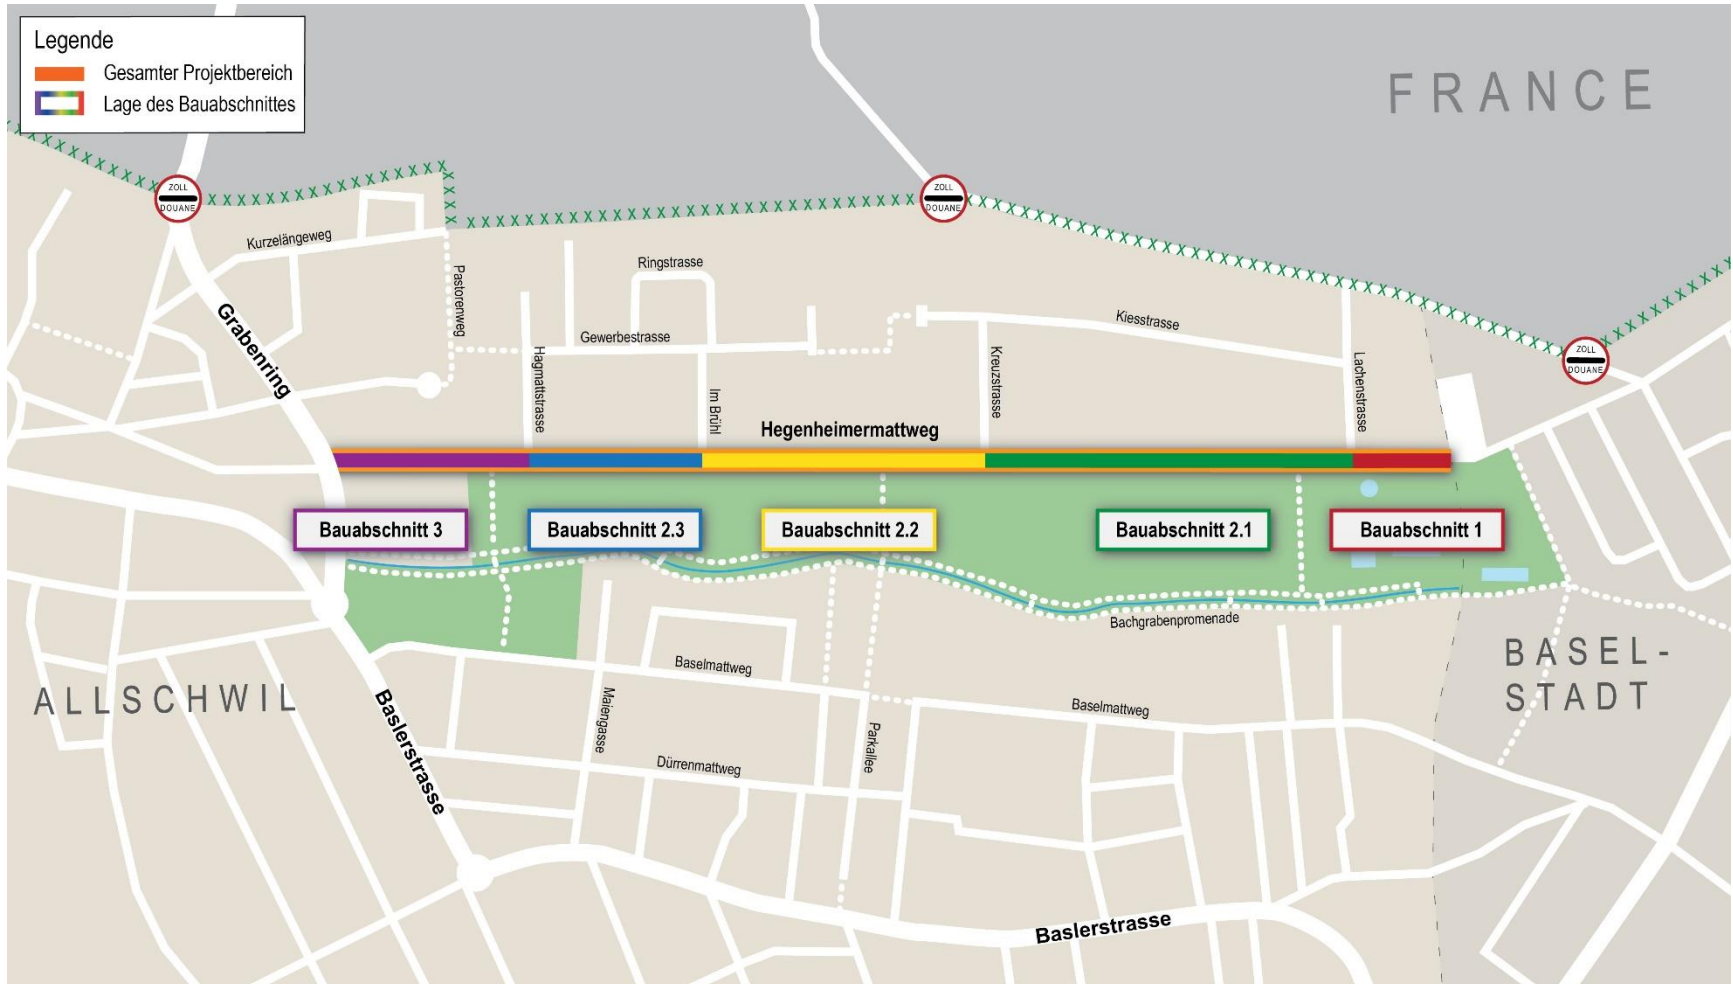 Legende
Gesamter Projektbereich
Lage des Bauabschnittes
FRANCE
ZOLL
DOUANE
ZOLL
DOUANE
ZOLL
DOUANE
Kurzelängeweg
Pastorenweg
Ringstrasse
Gewerbestrasse
Kiesstrasse
Grabenring
Hagmattstrasse
Im Brühl
Kreuzstrasse
Lachenstrasse
Hegenheimermattweg
Bauabschnitt 3
Bauabschnitt 2.3
Bauabschnitt 2.2
Bauabschnitt 2.1
Bauabschnitt 1
Bachgrabenpromenade
ALLSCHWIL
BASEL-
STADT
Baselmattweg
Baselmattweg
Maiengasse
Parkallee
Dürrenmattweg
Baslerstrasse
Baslerstrasse